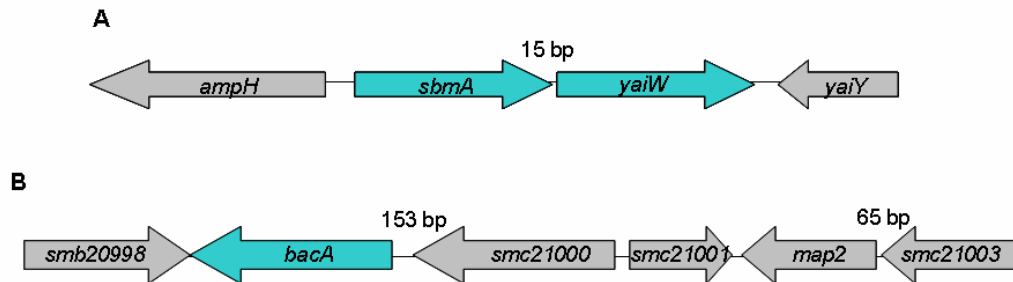 A
15 bp
ampH sbmA yaiW yaiY
B
153 bp 65 bp
smb20998 bacA smc21000 smc21001 map2 smc21003